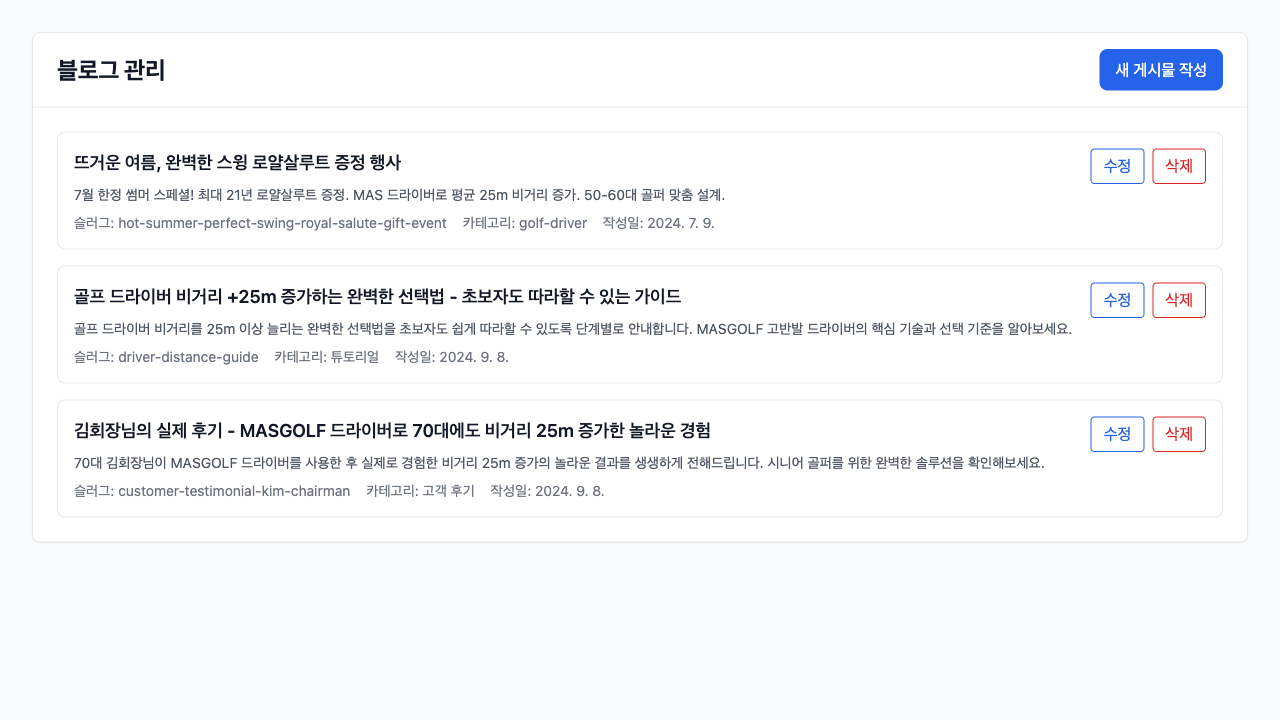 블로그 관리
새 게시물 작성
뜨거운 여름, 완벽한 스윙 로얄살루트 증정 행사
수정
삭제
7월 한정 썸머 스페셜! 최대 21년 로얄살루트 증정. MAS 드라이버로 평균 25m 비거리 증가. 50-60대 골퍼 맞춤 설계.
슬러그: hot-summer-perfect-swing-royal-salute-gift-event 카테고리: golf-driver 작성일: 2024. 7. 9.
골프 드라이버 비거리 +25m 증가하는 완벽한 선택법 - 초보자도 따라할 수 있는 가이드
수정
삭제
골프 드라이버 비거리를 25m 이상 늘리는 완벽한 선택법을 초보자도 쉽게 따라할 수 있도록 단계별로 안내합니다. MASGOLF 고반발 드라이버의 핵심 기술과 선택 기준을 알아보세요.
슬러그: driver-distance-guide 카테고리: 튜토리얼 작성일: 2024. 9. 8.
김회장님의 실제 후기 - MASGOLF 드라이버로 70대에도 비거리 25m 증가한 놀라운 경험
수정
삭제
70대 김회장님이 MASGOLF 드라이버를 사용한 후 실제로 경험한 비거리 25m 증가의 놀라운 결과를 생생하게 전해드립니다. 시니어 골퍼를 위한 완벽한 솔루션을 확인해보세요.
슬러그: customer-testimonial-kim-chairman 카테고리: 고객 후기 작성일: 2024. 9. 8.